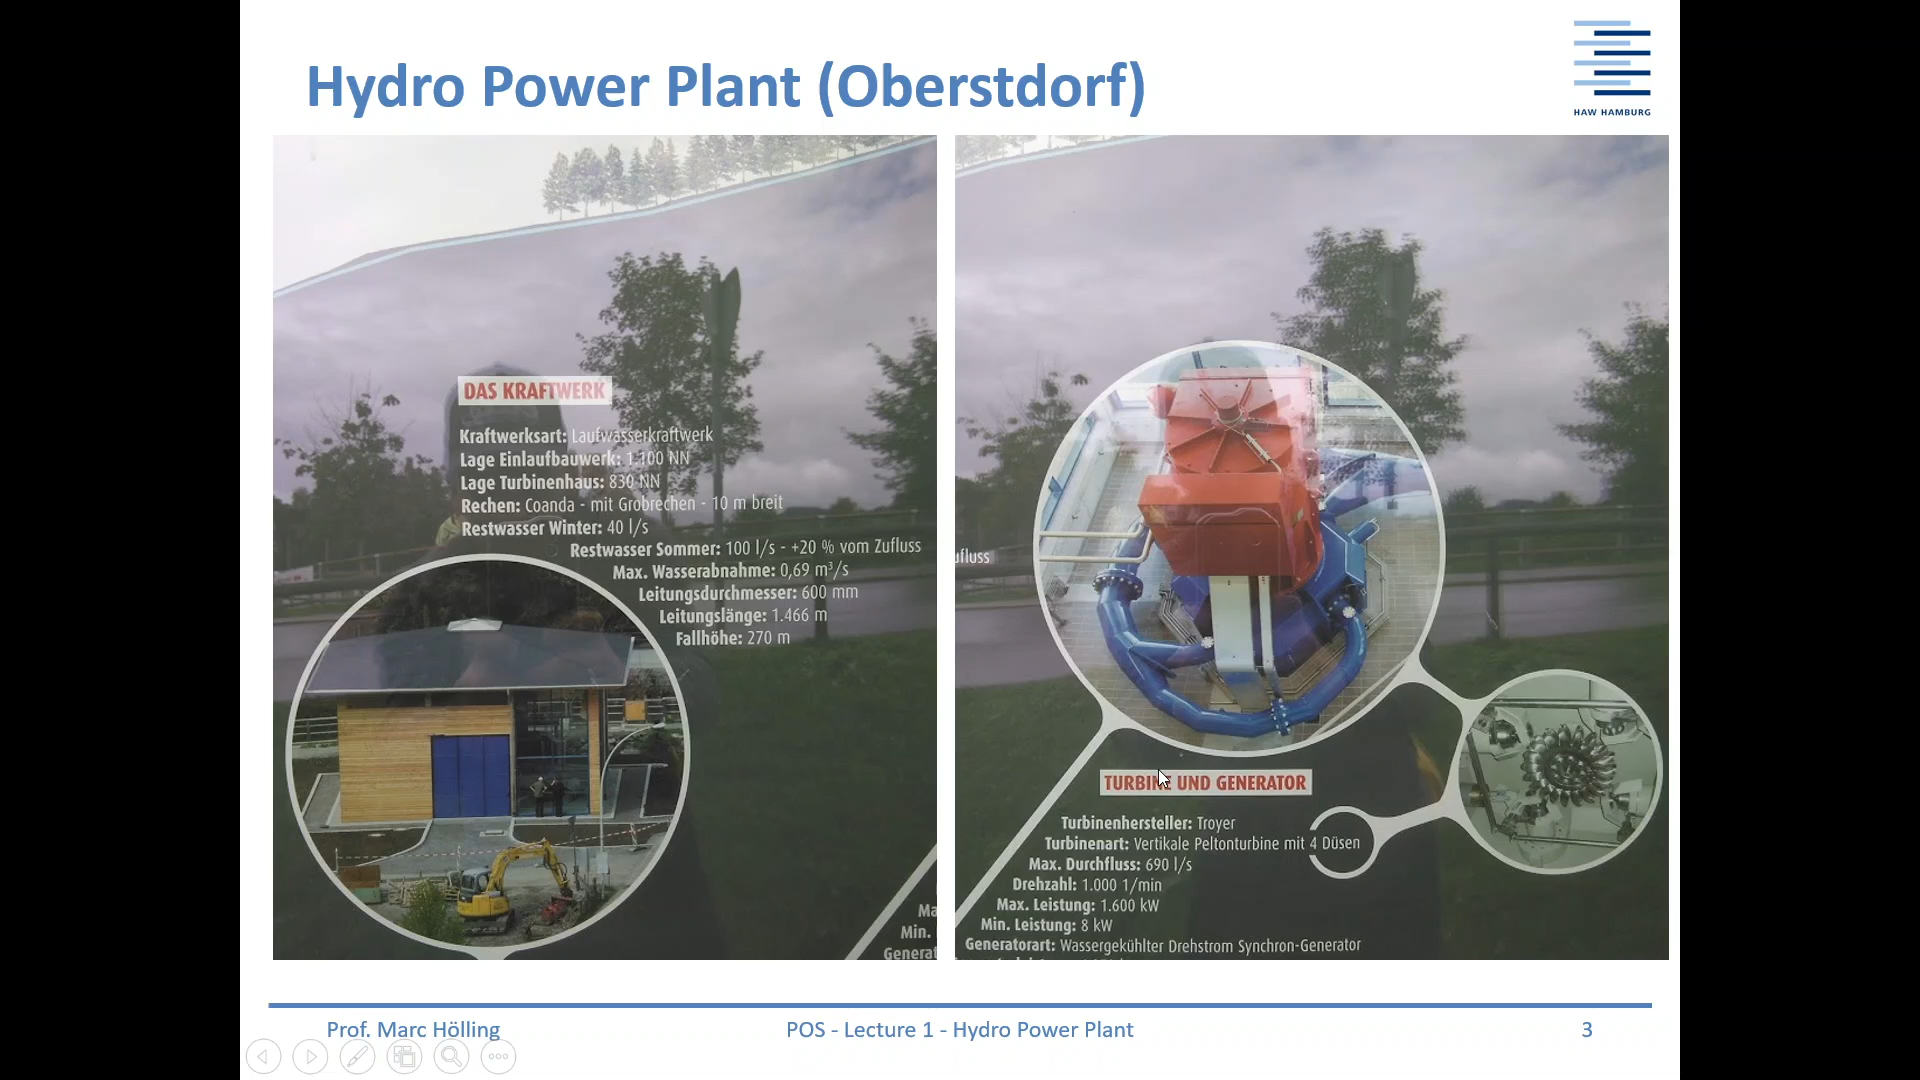 Hydro Power Plant (Oberstdorf)
HAW HAMBURG
DAS KRAFTWERK
Kraftwerksart: Laufwasserkraftwerk
Lage Einlaufbauwerk: 1.100 NN
Lage Turbinenhaus: 830 NN
Rechen: Coanda - mit Grobrechen - 10 m breit
Restwasser Winter: 40 l/s
Restwasser Sommer: 100 l/s - +20 % vom Zufluss
Max. Wasserabnahme: 0,69 m³/s
Leitungsdurchmesser: 600 mm
Leitungslänge: 1.466 m
Fallhöhe: 270 m
Ma
Min.
Generat
ufluss
TURBINE UND GENERATOR
Turbinenhersteller: Troyer
Turbinenart: Vertikale Peltonturbine mit 4 Düsen
Max. Durchfluss: 690 l/s
Drehzahl: 1.000 1/min
Max. Leistung: 1.600 kW
Min. Leistung: 8 kW
Generatorart: Wassergekühlter Drehstrom Synchron-Generator
Prof. Marc Hölling
POS - Lecture 1 - Hydro Power Plant
3